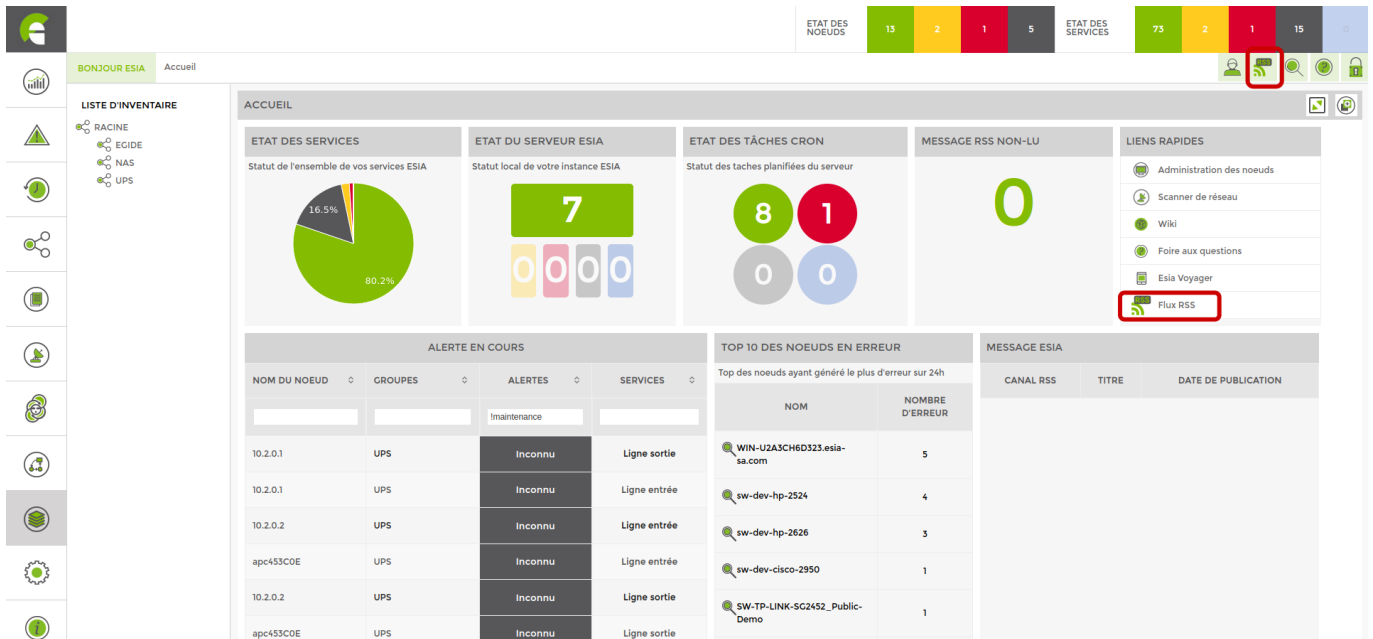 ETAT DES
NOEUDS
13
2
1
5
ETAT DES
SERVICES
73
2
1
15
0
BONJOUR ESIA
Accueil
RSS
LISTE D'INVENTAIRE
RACINE
EGIDE
NAS
UPS
ACCUEIL
ETAT DES SERVICES
Statut de l'ensemble de vos services ESIA
16.5%
80.2%
ETAT DU SERVEUR ESIA
Statut local de votre instance ESIA
7
0 0 0 0
ETAT DES TÂCHES CRON
Statut des taches planifiées du serveur
8 1
0 0
MESSAGE RSS NON-LU
0
LIENS RAPIDES
Administration des noeuds
Scanner de réseau
Wiki
Foire aux questions
Esia Voyager
RSS Flux RSS
ALERTE EN COURS
NOM DU NOEUD GROUPES ALERTES SERVICES
!maintenance
10.2.0.1 UPS Inconnu Ligne sortie
10.2.0.1 UPS Inconnu Ligne entrée
10.2.0.2 UPS Inconnu Ligne entrée
apc453C0E UPS Inconnu Ligne entrée
10.2.0.2 UPS Inconnu Ligne sortie
apc453C0E UPS Inconnu Ligne sortie
TOP 10 DES NOEUDS EN ERREUR
Top des noeuds ayant généré le plus d'erreur sur 24h
NOM
NOMBRE
D'ERREUR
WIN-U2A3CH6D323.esia-
sa.com
5
sw-dev-hp-2524 4
sw-dev-hp-2626 3
sw-dev-cisco-2950 1
SW-TP-LINK-SG2452_Public-
Demo
1
MESSAGE ESIA
CANAL RSS TITRE DATE DE PUBLICATION